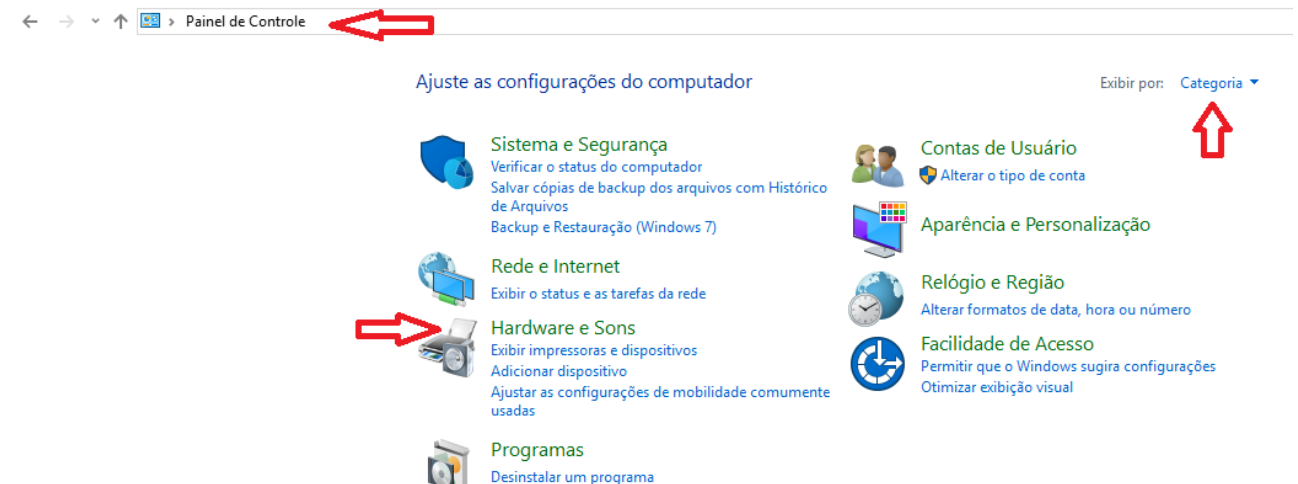 Painel de Controle
Ajuste as configurações do computador
Exibir por: Categoria
Sistema e Segurança
Verificar o status do computador
Salvar cópias de backup dos arquivos com Histórico
de Arquivos
Backup e Restauração (Windows 7)
Rede e Internet
Exibir o status e as tarefas da rede
Hardware e Sons
Exibir impressoras e dispositivos
Adicionar dispositivo
Ajustar as configurações de mobilidade comumente
usadas
Programas
Desinstalar um programa
Contas de Usuário
Alterar o tipo de conta
Aparência e Personalização
Relógio e Região
Alterar formatos de data, hora ou número
Facilidade de Acesso
Permitir que o Windows sugira configurações
Otimizar exibição visual